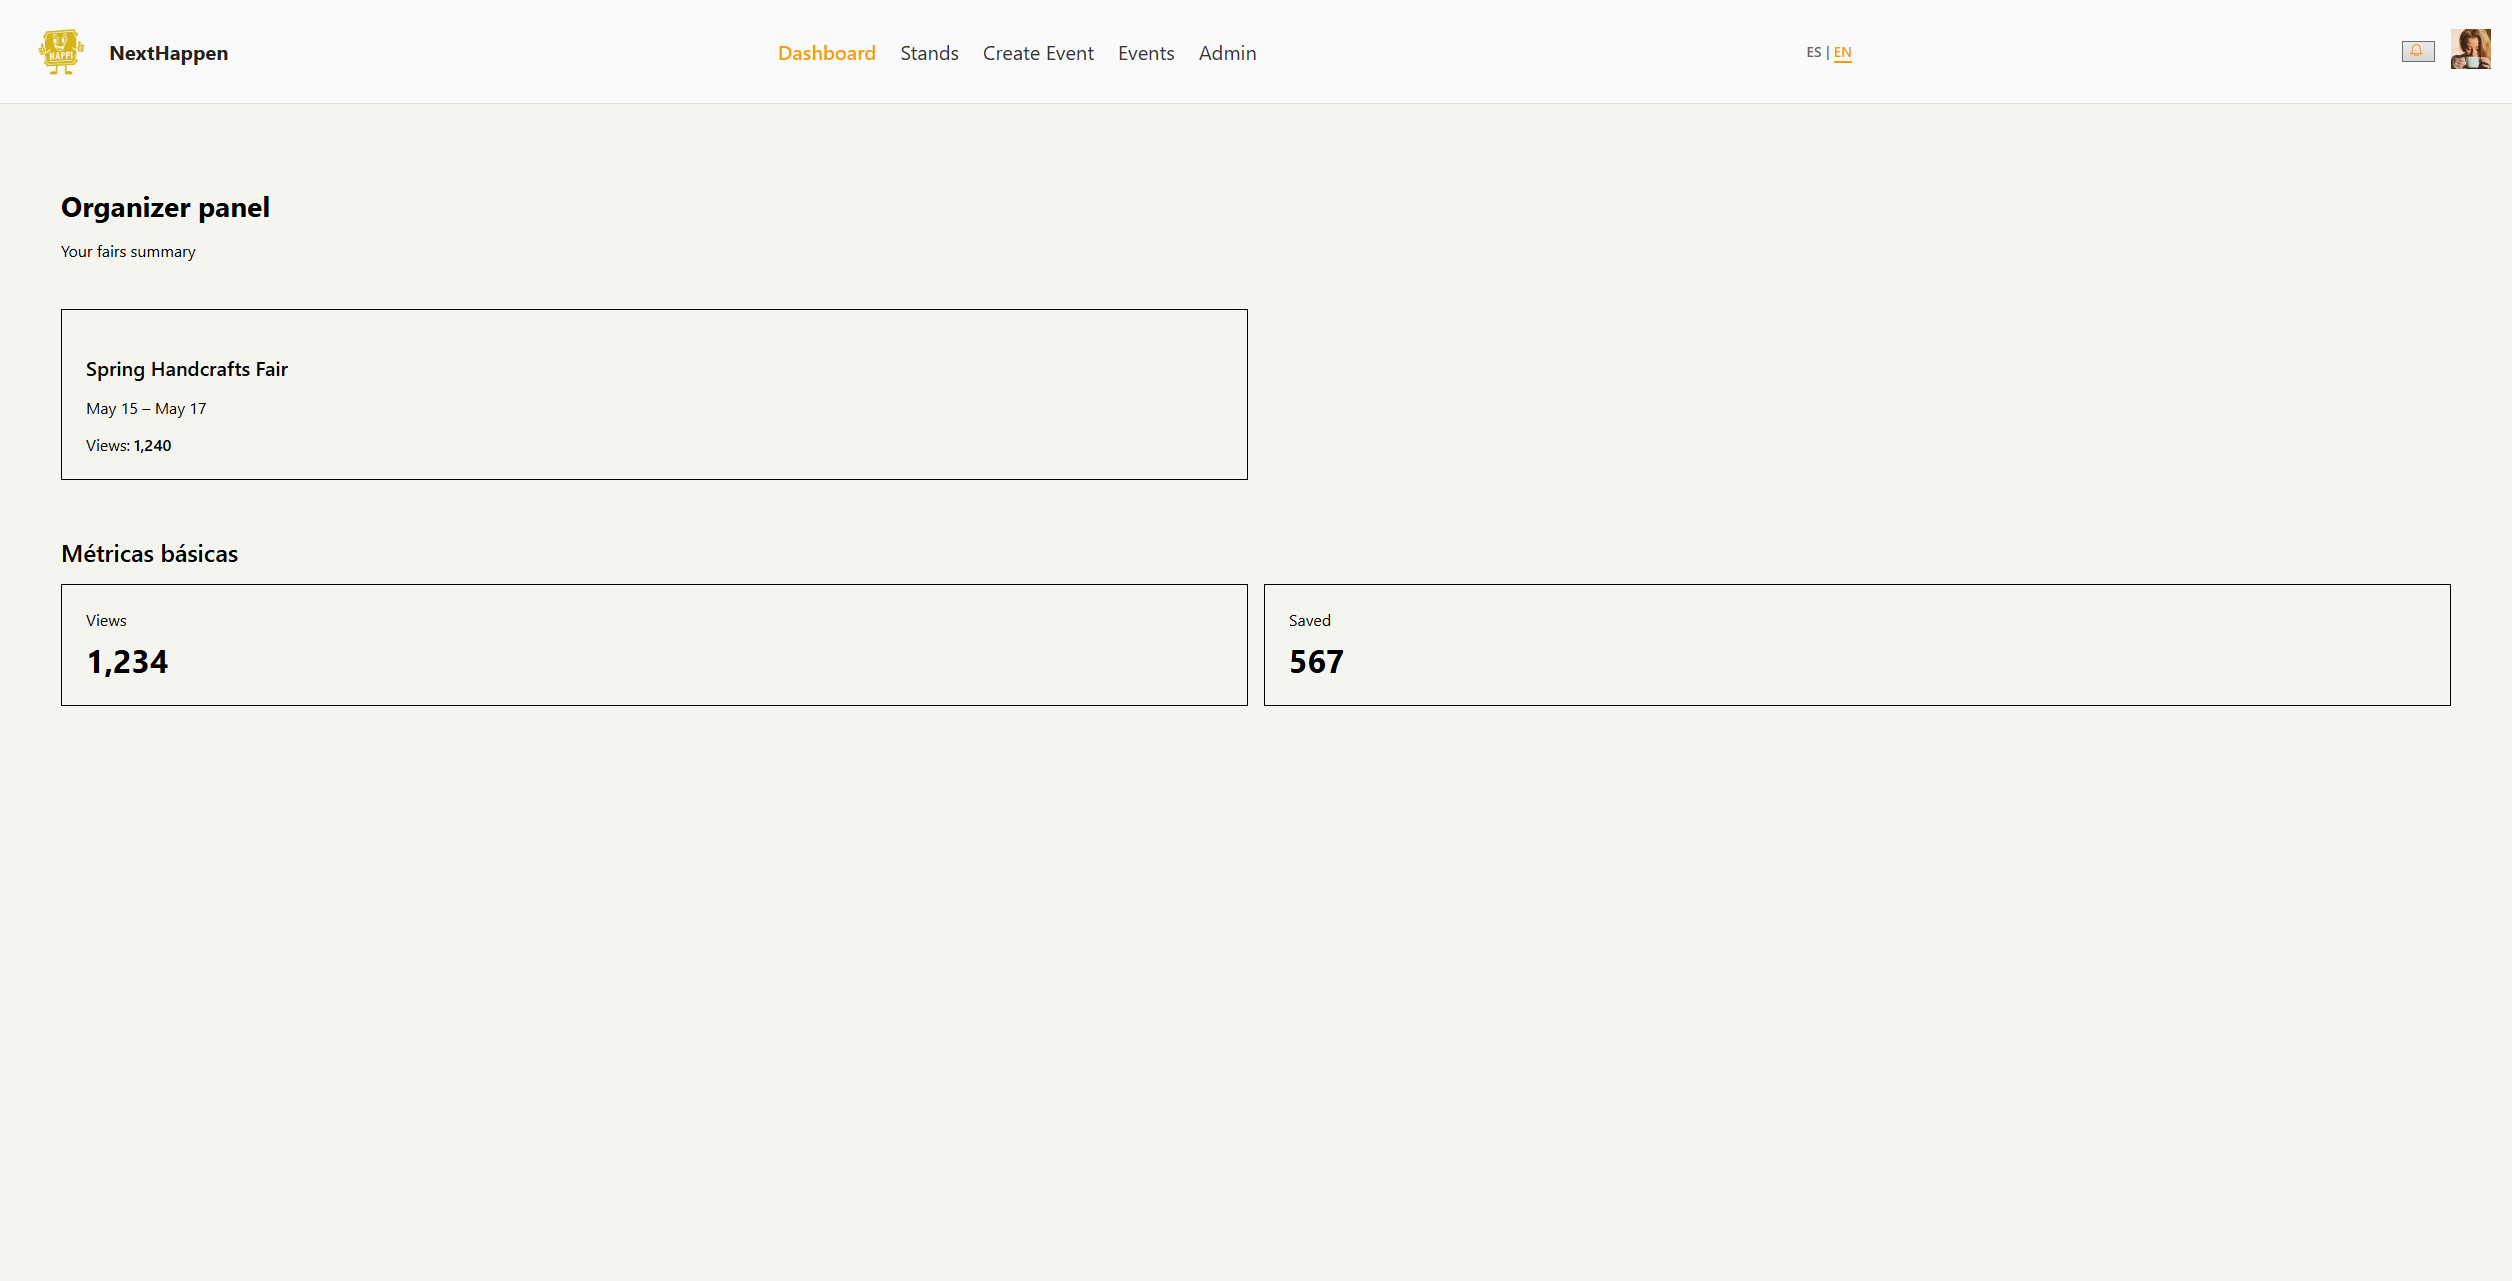 HAPPI
NextHappen
Dashboard Stands Create Event Events Admin
ES | EN
Organizer panel
Your fairs summary
Spring Handcrafts Fair
May 15 – May 17
Views: 1,240
Métricas básicas
Views
1,234
Saved
567